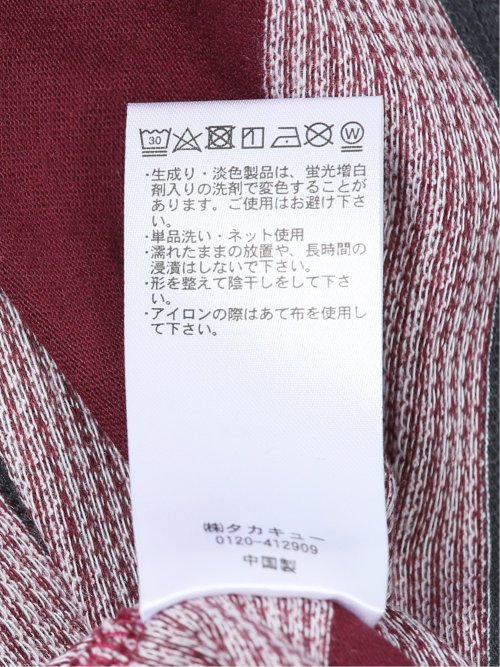 30 W
・生成り・淡色製品は、蛍光増白
剤入りの洗剤で変色することが
あります。ご使用はお避け下さ
い。
・単品洗い・ネット使用
・濡れたままの放置や、長時間の
浸漬はしないで下さい。
・形を整えて陰干しをして下さ
い。
・アイロンの際はあて布を使用し
て下さい。
㈱タカキュー
0120-412909
中国製